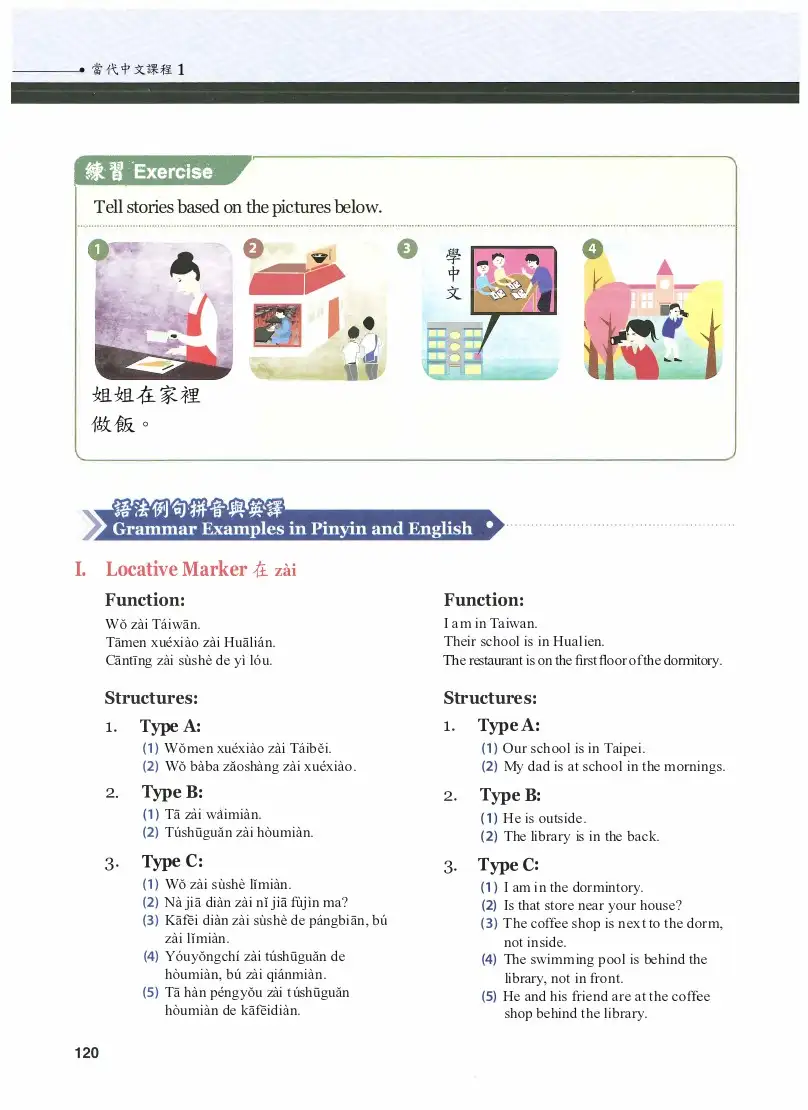 當代中文課程 1
練習 Exercise
Tell stories based on the pictures below.
1
2
3
4
學
中
文
姐姐在家裡
做飯。
語法例句拼音與英譯
Grammar Examples in Pinyin and English
I. Locative Marker 在 zài
Function:
Wǒ zài Táiwān.
Tāmen xuéxiào zài Huālián.
Cāntīng zài sùshè de yì lóu.
Structures:
1. Type A:
(1) Wǒmen xuéxiào zài Táiběi.
(2) Wǒ bàba zǎoshàng zài xuéxiào.
2. Type B:
(1) Tā zài wàimiàn.
(2) Túshūguǎn zài hòumiàn.
3. Type C:
(1) Wǒ zài sùshè lǐmiàn.
(2) Nà jiā diàn zài nǐ jiā fùjìn ma?
(3) Kāfēi diàn zài sùshè de pángbiān, bú
zài lǐmiàn.
(4) Yóuyǒngchí zài túshūguǎn de
hòumiàn, bú zài qiánmiàn.
(5) Tā hàn péngyǒu zài túshūguǎn
hòumiàn de kāfēidiàn.
Function:
I am in Taiwan.
Their school is in Hualien.
The restaurant is on the first floor of the dormitory.
Structures:
1. Type A:
(1) Our school is in Taipei.
(2) My dad is at school in the mornings.
2. Type B:
(1) He is outside.
(2) The library is in the back.
3. Type C:
(1) I am in the dormintory.
(2) Is that store near your house?
(3) The coffee shop is next to the dorm,
not inside.
(4) The swimming pool is behind the
library, not in front.
(5) He and his friend are at the coffee
shop behind the library.
120